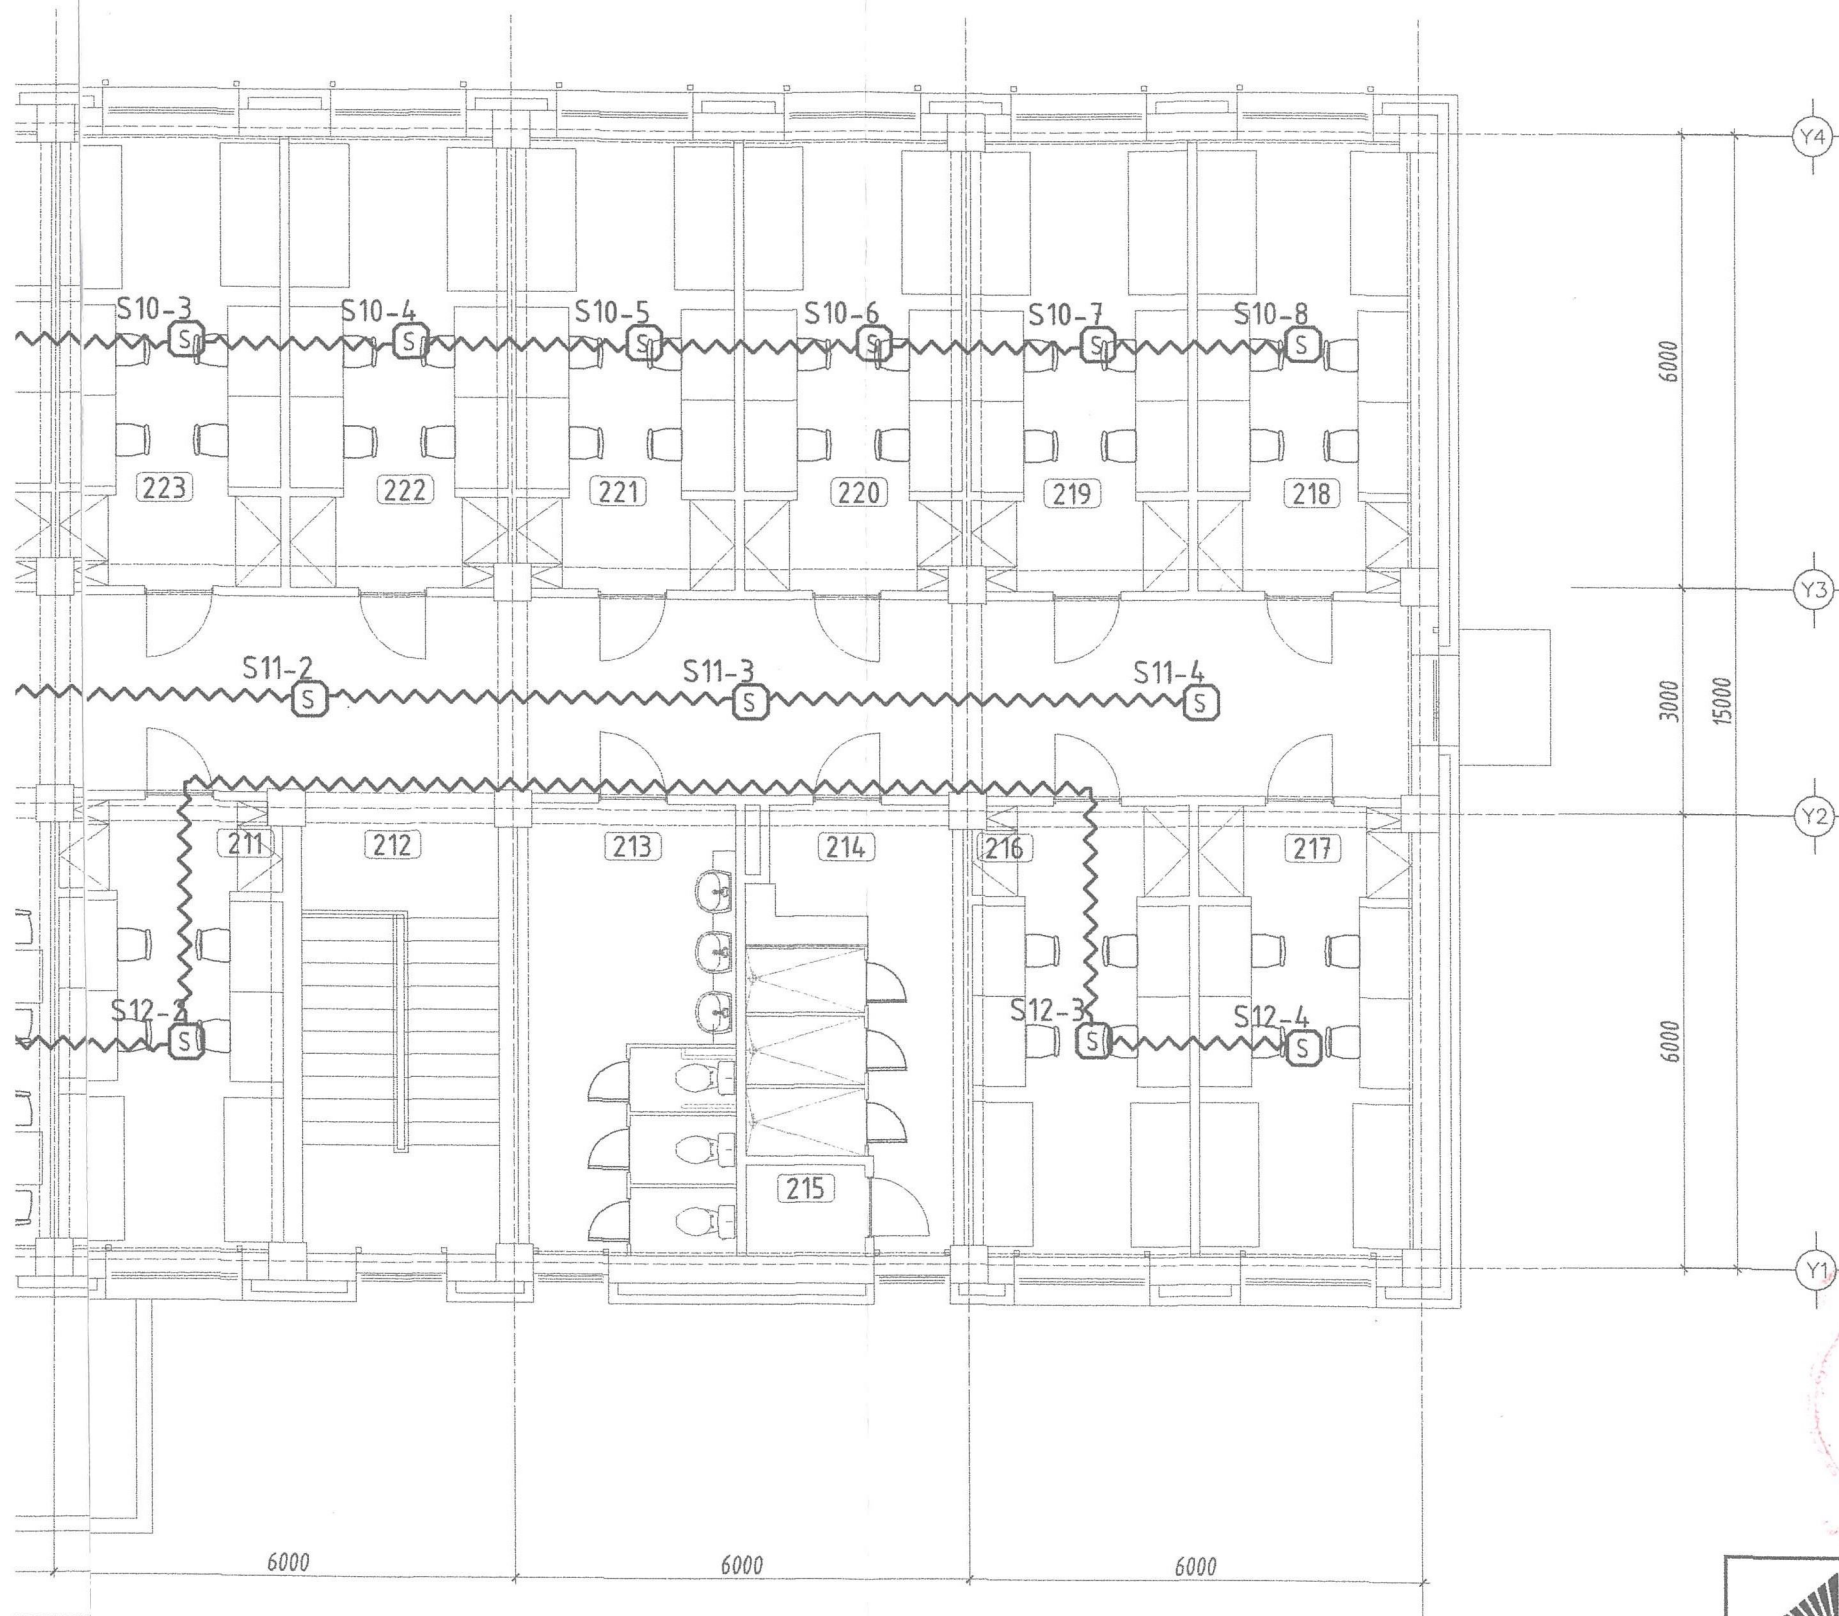 Y4
S10-3 S10-4 S10-5 S10-6 S10-7 S10-8
S S S S S S
6000
223 222 221 220 219 218
Y3
S11-2 S11-3 S11-4
S S S
3000
15000
Y2
211 212 213 214 216 217
S12-2 S12-3 S12-4
S S S
6000
215
Y1
6000 6000 6000